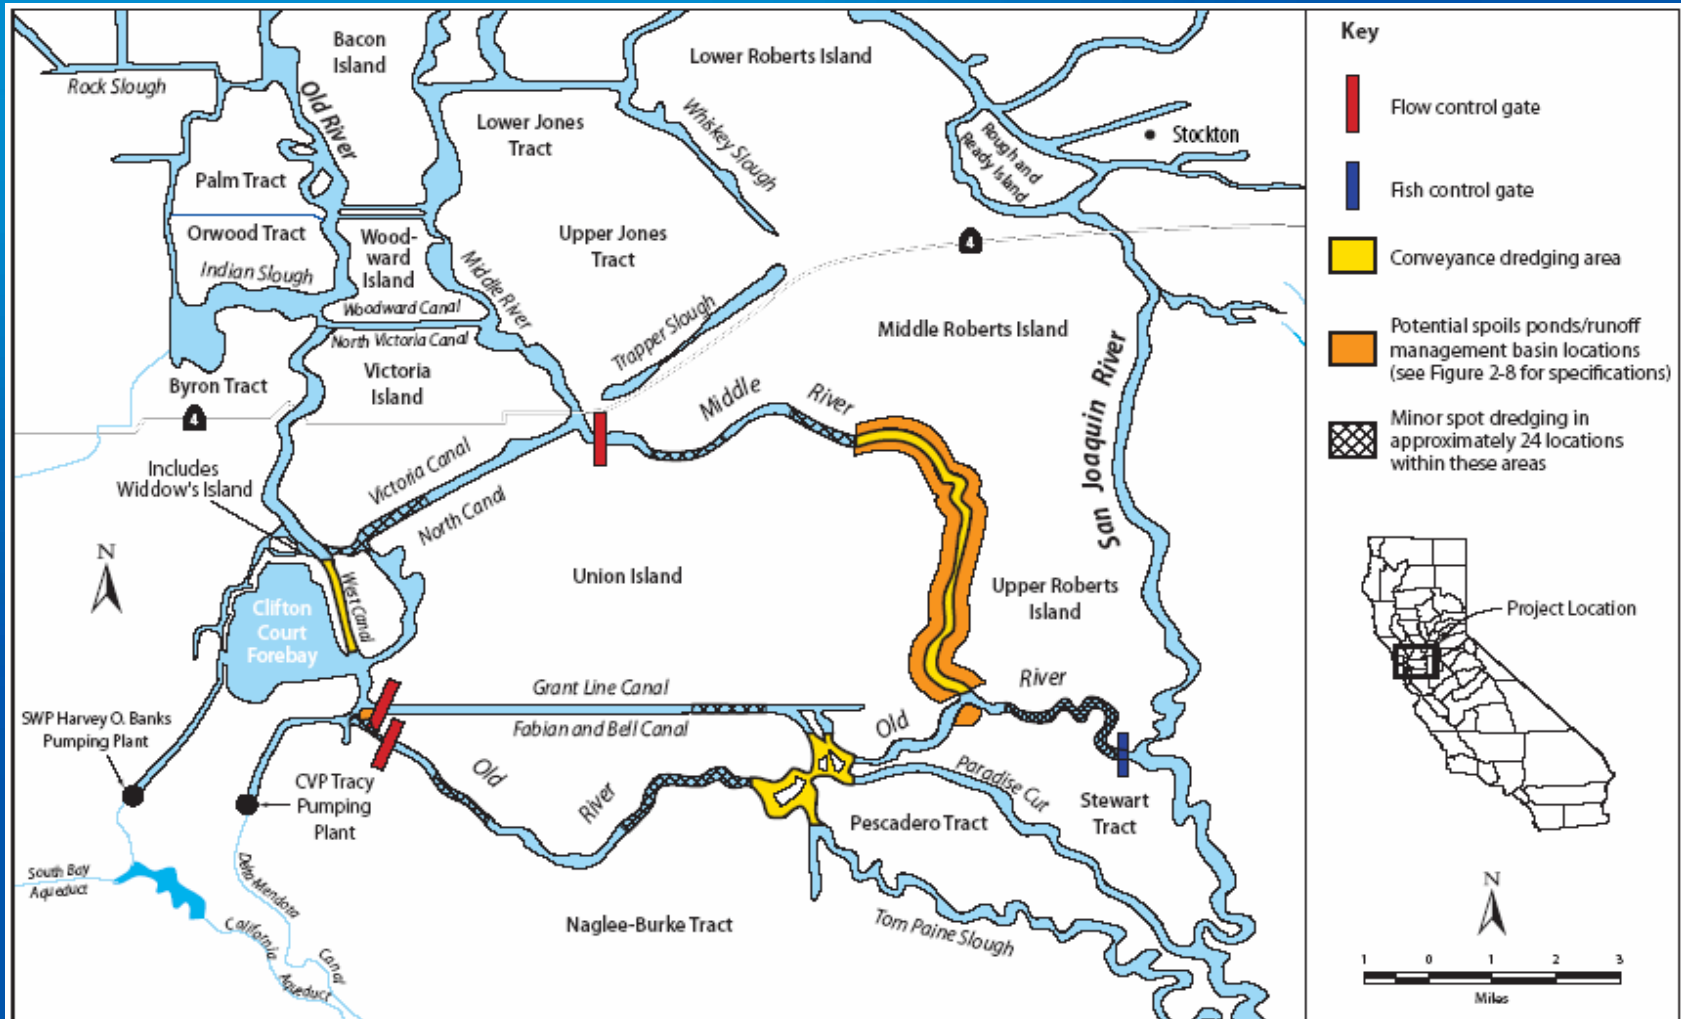 Bacon
Island
Lower Roberts Island
Rock Slough
Old River
Lower Jones
Tract
Whiskey Slough
Rough and
Ready Island
Stockton
Palm Tract
Orwood Tract
Wood-
ward
Island
Upper Jones
Tract
4
Indian Slough
Middle River
Woodward Canal
North Victoria Canal
Trapper Slough
Middle Roberts Island
San Joaquin River
Byron Tract
Victoria
Island
4
Middle River
Includes
Widow's Island
Victoria Canal
North Canal
N
West Canal
Union Island
Upper Roberts
Island
Clifton
Court
Forebay
Grant Line Canal
River
SWP Harvey O. Banks
Pumping Plant
Fabian and Bell Canal
Old
CVP Tracy
Pumping
Plant
Old
River
Paradise Cut
Stewart
Tract
Pescadero Tract
South Bay
Aqueduct
Delta Mendota
Canal
California
Aqueduct
Naglee-Burke Tract
Tom Paine Slough
Key
Flow control gate
Fish control gate
Conveyance dredging area
Potential spoils ponds/runoff
management basin locations
(see Figure 2-8 for specifications)
Minor spot dredging in
approximately 24 locations
within these areas
Project Location
N
1 0 1 2 3
Miles